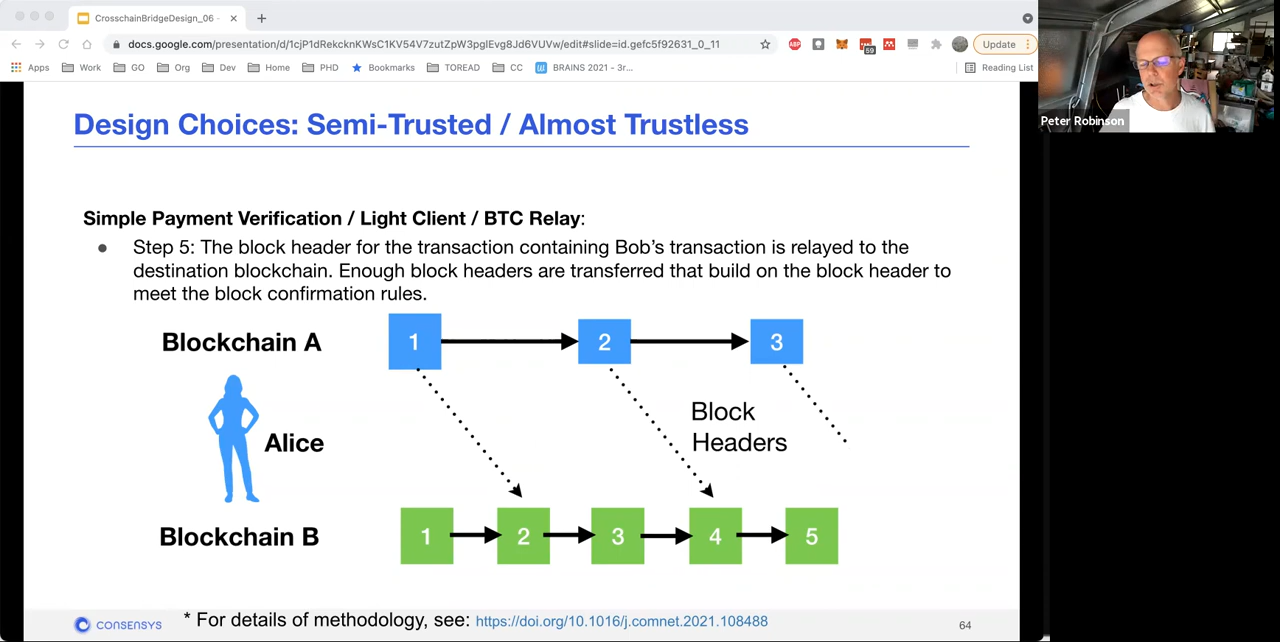 CrosschainBridgeDesign_06 -
docs.google.com/presentation/d/1cjP1dRekcknKWsC1KV54V7zutZpW3pglEvg8Jd6VUVw/edit#slide=id.gefc5f92631_0_11
ABP
59
Update
Apps
Work
GO
Org
Dev
Home
PHD
Bookmarks
TOREAD
CC
BRAINS 2021 - 3r...
Reading List
Peter Robinson
Design Choices: Semi-Trusted / Almost Trustless
Simple Payment Verification / Light Client / BTC Relay:
Step 5: The block header for the transaction containing Bob's transaction is relayed to the
destination blockchain. Enough block headers are transferred that build on the block header to
meet the block confirmation rules.
Blockchain A
1
2
3
Block
Headers
Alice
Blockchain B
1
2
3
4
5
CONSENSYS
* For details of methodology, see: https://doi.org/10.1016/j.comnet.2021.108488
64